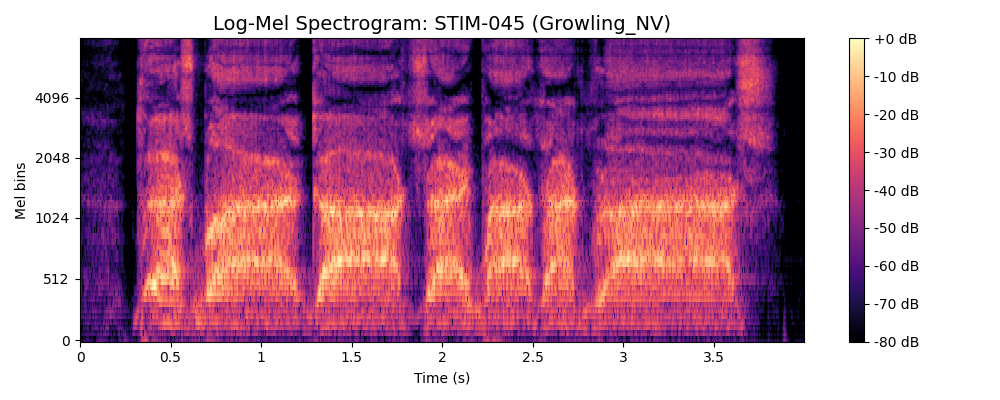 Log-Mel Spectrogram: STIM-045 (Growling_NV)
Mel bins
4096
2048
1024
512
0
0 0.5 1 1.5 2 2.5 3 3.5
Time (s)
+0 dB
-10 dB
-20 dB
-30 dB
-40 dB
-50 dB
-60 dB
-70 dB
-80 dB